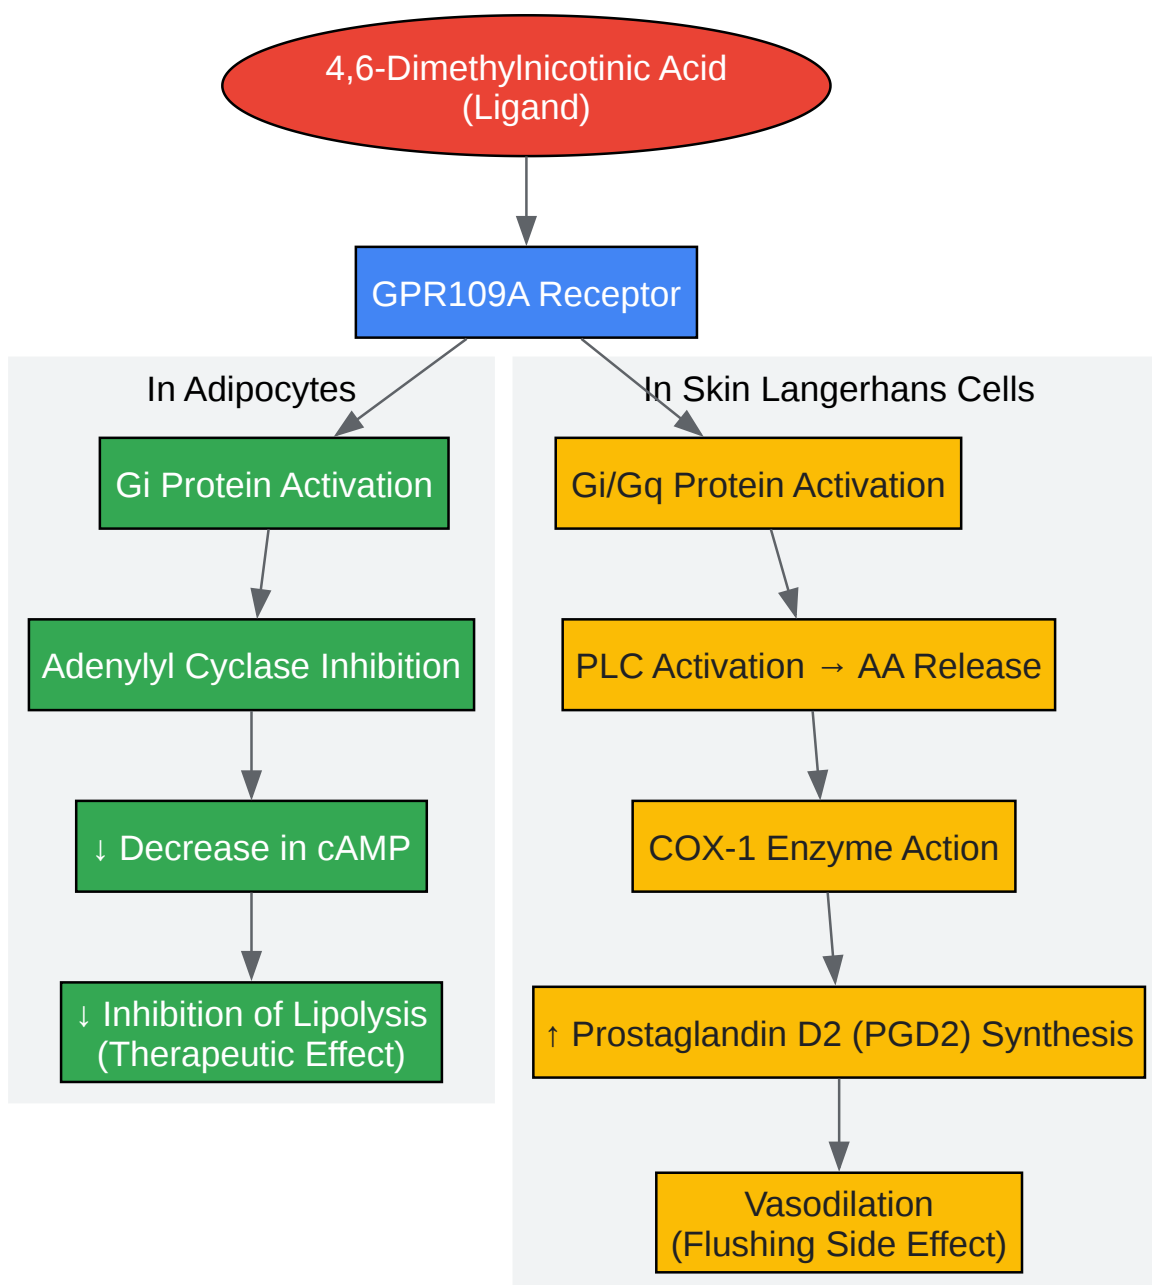 4,6-Dimethylnicotinic Acid
(Ligand)
GPR109A Receptor
In Adipocytes
Gi Protein Activation
Adenylyl Cyclase Inhibition
↓ Decrease in cAMP
↓ Inhibition of Lipolysis
(Therapeutic Effect)
In Skin Langerhans Cells
Gi/Gq Protein Activation
PLC Activation → AA Release
COX-1 Enzyme Action
↑ Prostaglandin D2 (PGD2) Synthesis
Vasodilation
(Flushing Side Effect)